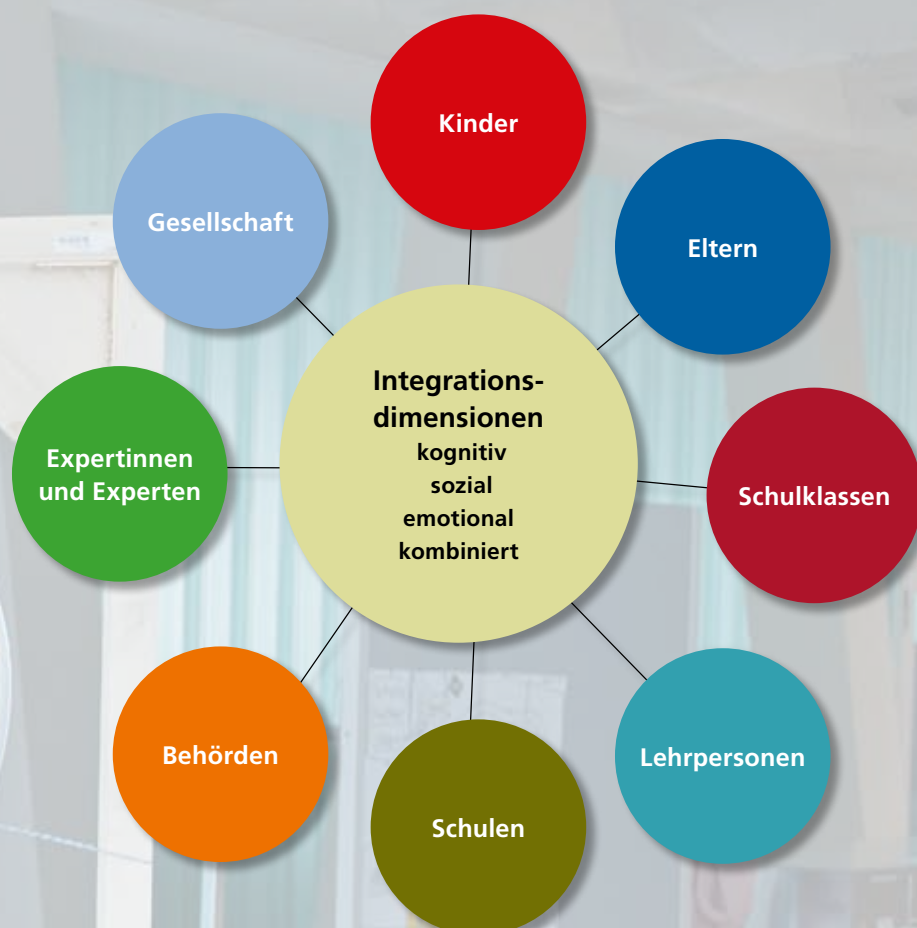 Kinder
Gesellschaft
Eltern
Integrations-
dimensionen
kognitiv
sozial
emotional
kombiniert
Expertinnen
und Experten
Schulklassen
Behörden
Lehrpersonen
Schulen